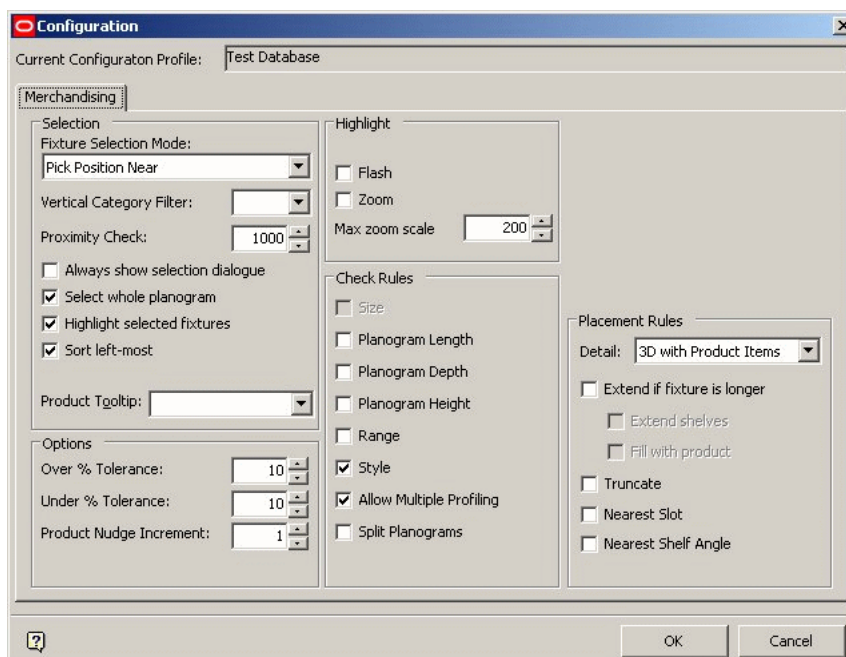 Configuration
Current Configuraton Profile: Test Database
Merchandising
Selection
Fixture Selection Mode:
Pick Position Near
Vertical Category Filter:
Proximity Check: 1000
Always show selection dialogue
Select whole planogram
Highlight selected fixtures
Sort left-most
Product Tooltip:
Options
Over % Tolerance: 10
Under % Tolerance: 10
Product Nudge Increment: 1
Highlight
Flash
Zoom
Max zoom scale 200
Check Rules
Size
Planogram Length
Planogram Depth
Planogram Height
Range
Style
Allow Multiple Profiling
Split Planograms
Placement Rules
Detail: 3D with Product Items
Extend if fixture is longer
Extend shelves
Fill with product
Truncate
Nearest Slot
Nearest Shelf Angle
OK Cancel